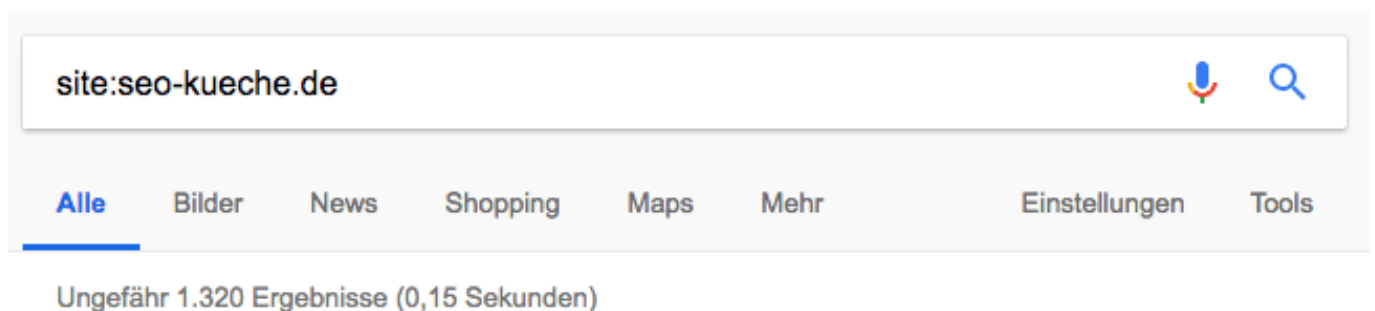 site:seo-kueche.de
Alle Bilder News Shopping Maps Mehr Einstellungen Tools
Ungefähr 1.320 Ergebnisse (0,15 Sekunden)